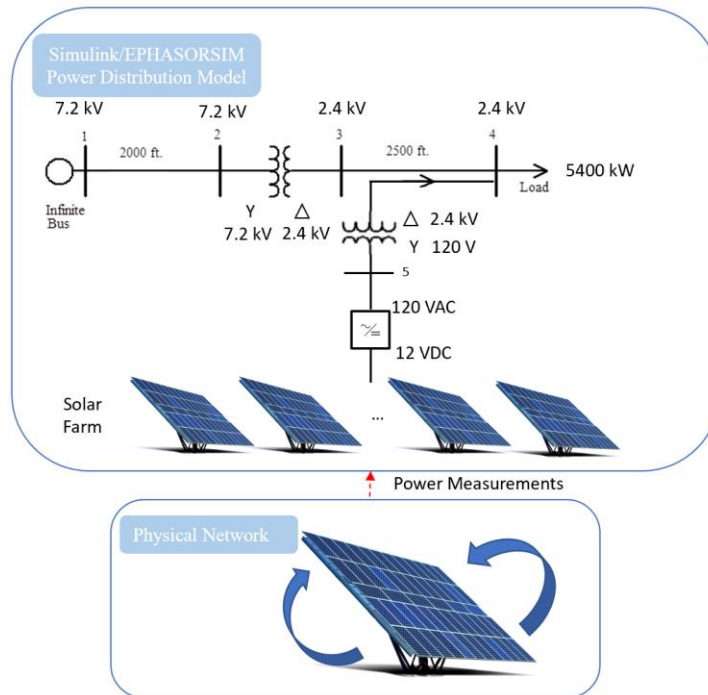 Simulink/EPHASORSIM
Power Distribution Model
7.2 kV
7.2 kV
2.4 kV
2.4 kV
1
2
3
4
2000 ft.
2500 ft.
5400 kW
Load
Infinite
Bus
Y
△
7.2 kV
2.4 kV
△ 2.4 kV
Y 120 V
5
120 VAC
~/=
12 VDC
Solar
Farm
...
Power Measurements
Physical Network